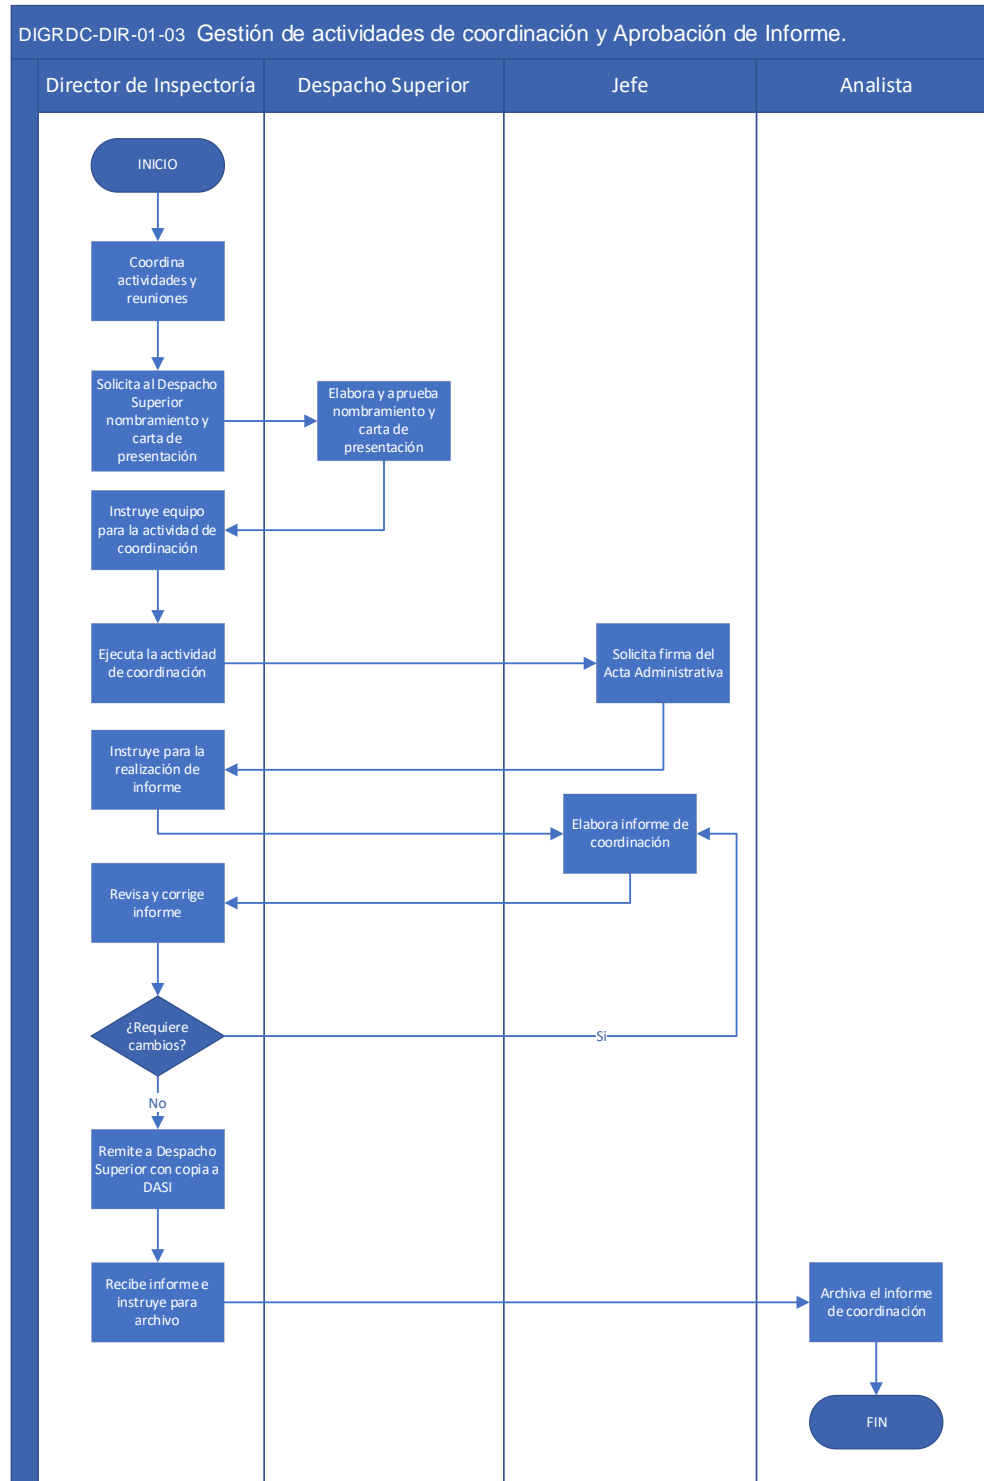 DIGRDC-DIR-01-03 Gestión de actividades de coordinación y Aprobación de Informe.
Director de Inspectoría
Despacho Superior
Jefe
Analista
INICIO
Coordina
actividades y
reuniones
Solicita al Despacho
Superior
nombramiento y
carta de
presentación
Elabora y aprueba
nombramiento y
carta de
presentación
Instruye equipo
para la actividad de
coordinación
Ejecuta la actividad
de coordinación
Solicita firma del
Acta Administrativa
Instruye para la
realización de
informe
Elabora informe de
coordinación
Revisa y corrige
informe
¿Requiere
cambios?
Si
No
Remite a Despacho
Superior con copia a
DASI
Recibe informe e
instruye para
archivo
Archiva el informe
de coordinación
FIN